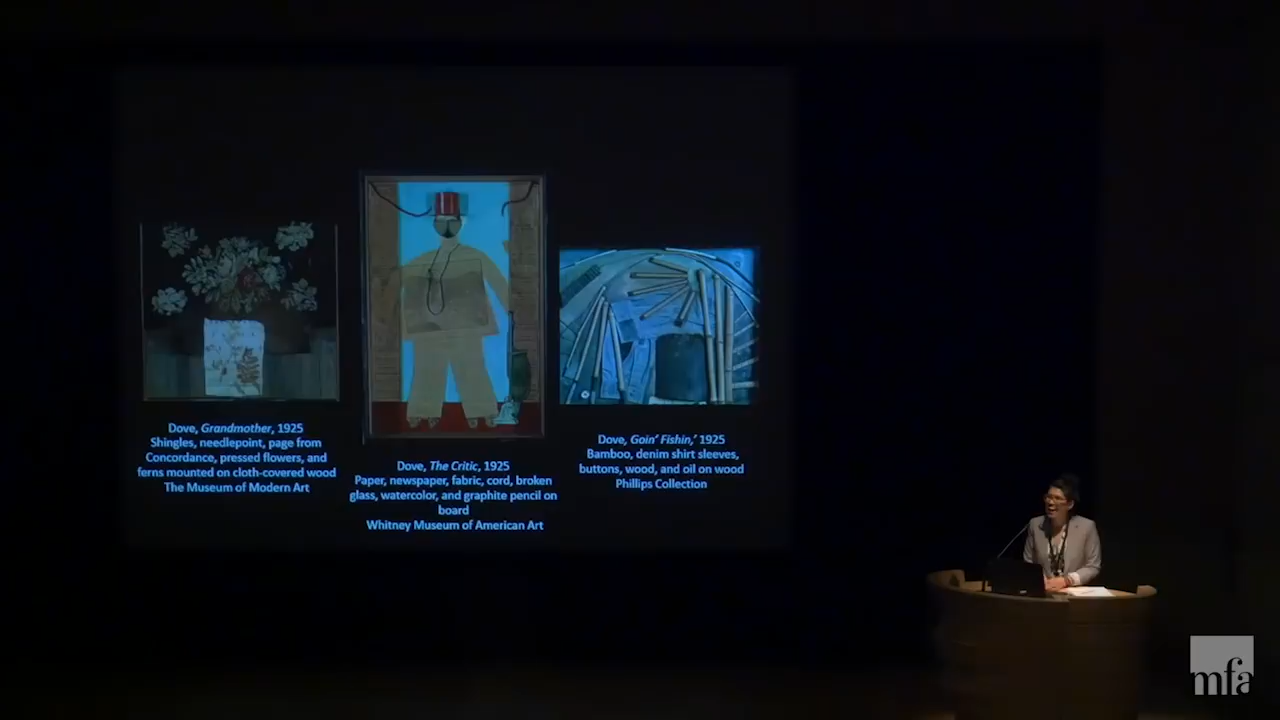 Dove, Grandmother, 1925
Shingles, needlepoint, page from
Concordance, pressed flowers, and
ferns mounted on cloth-covered wood
The Museum of Modern Art
Dove, The Critic, 1925
Paper, newspaper, fabric, cord, broken
glass, watercolor, and graphite pencil on
board
Whitney Museum of American Art
Dove, Goin' Fishin,' 1925
Bamboo, denim shirt sleeves,
buttons, wood, and oil on wood
Phillips Collection
mfa